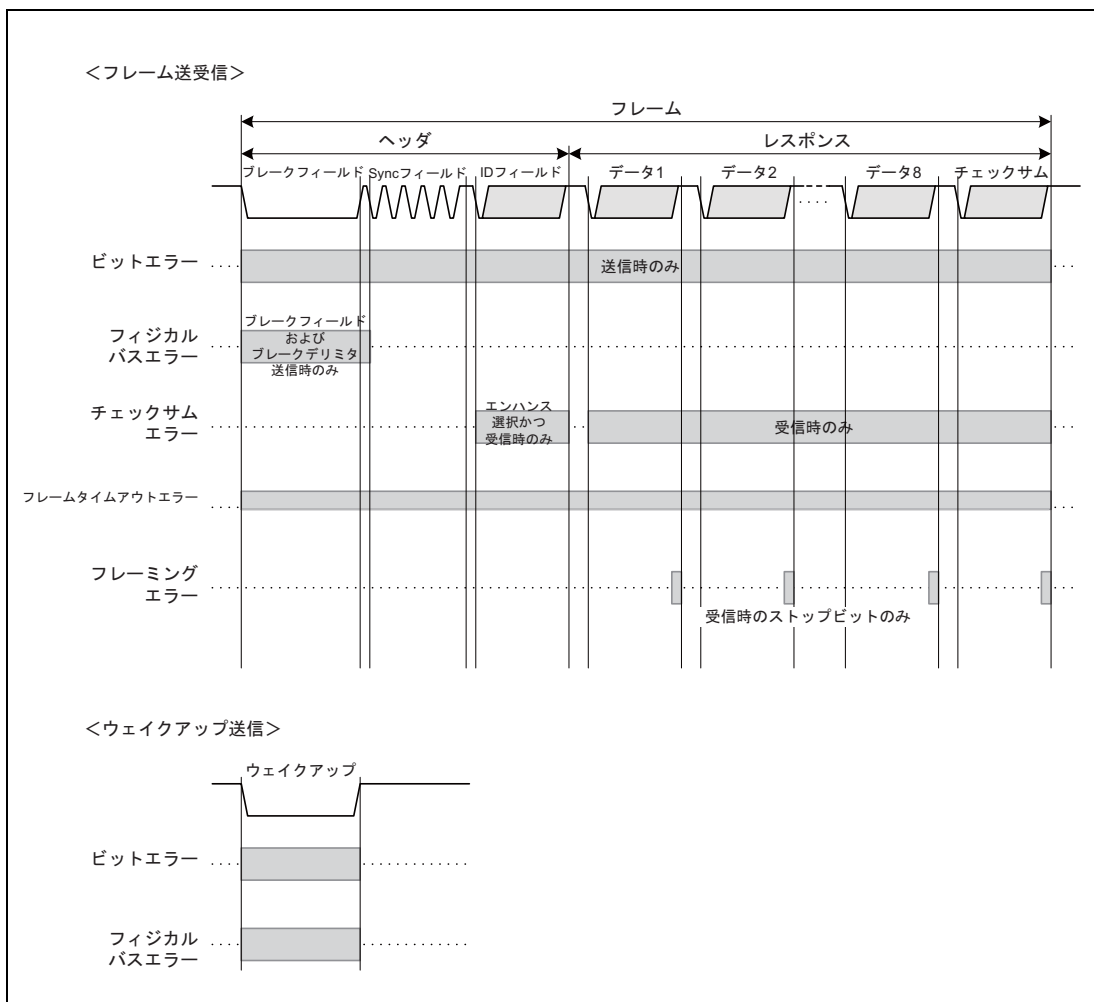 ＜フレーム送受信＞
フレーム
ヘッダ
レスポンス
ブレークフィールド
Syncフィールド
IDフィールド
データ1
データ2
データ8
チェックサム
ビットエラー
送信時のみ
フィジカル
バスエラー
ブレークフィールド
および
ブレークデリミタ
送信時のみ
チェックサム
エラー
エンハンス
選択かつ
受信時のみ
受信時のみ
フレームタイムアウトエラー
フレーミング
エラー
受信時のストップビットのみ
＜ウェイクアップ送信＞
ウェイクアップ
ビットエラー
フィジカル
バスエラー